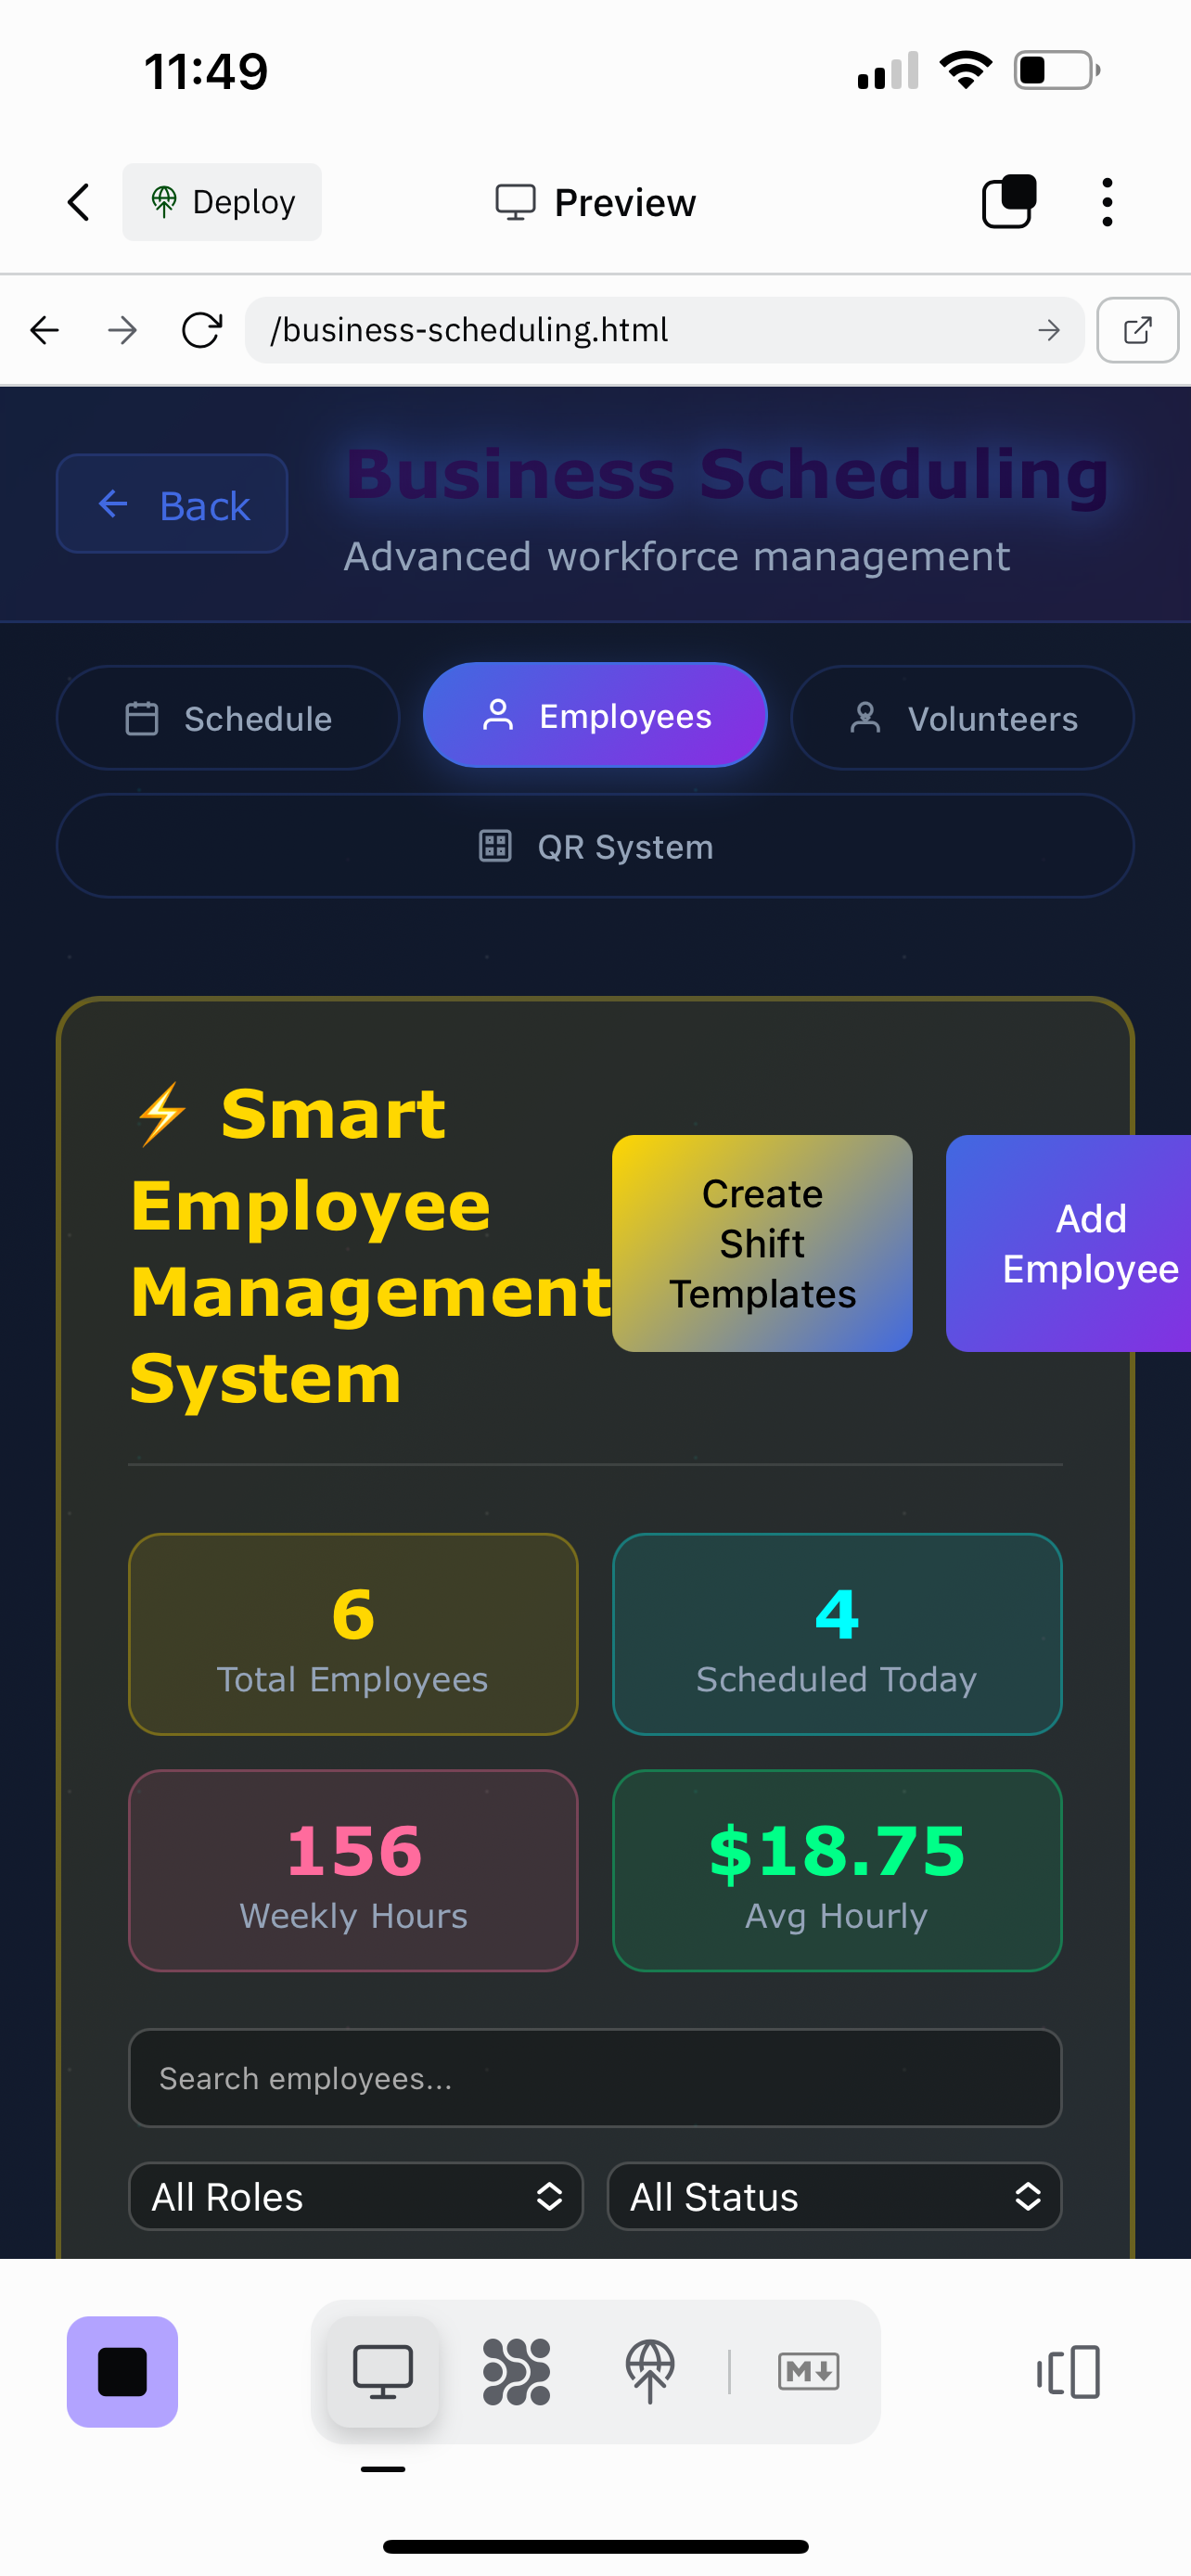 11:49
Deploy
Preview
/business-scheduling.html
Back
Business Scheduling
Advanced workforce management
Schedule
Employees
Volunteers
QR System
⚡ Smart
Employee
Management
System
Create
Shift
Templates
Add
Employee
6
Total Employees
4
Scheduled Today
156
Weekly Hours
$18.75
Avg Hourly
Search employees...
All Roles
All Status
M